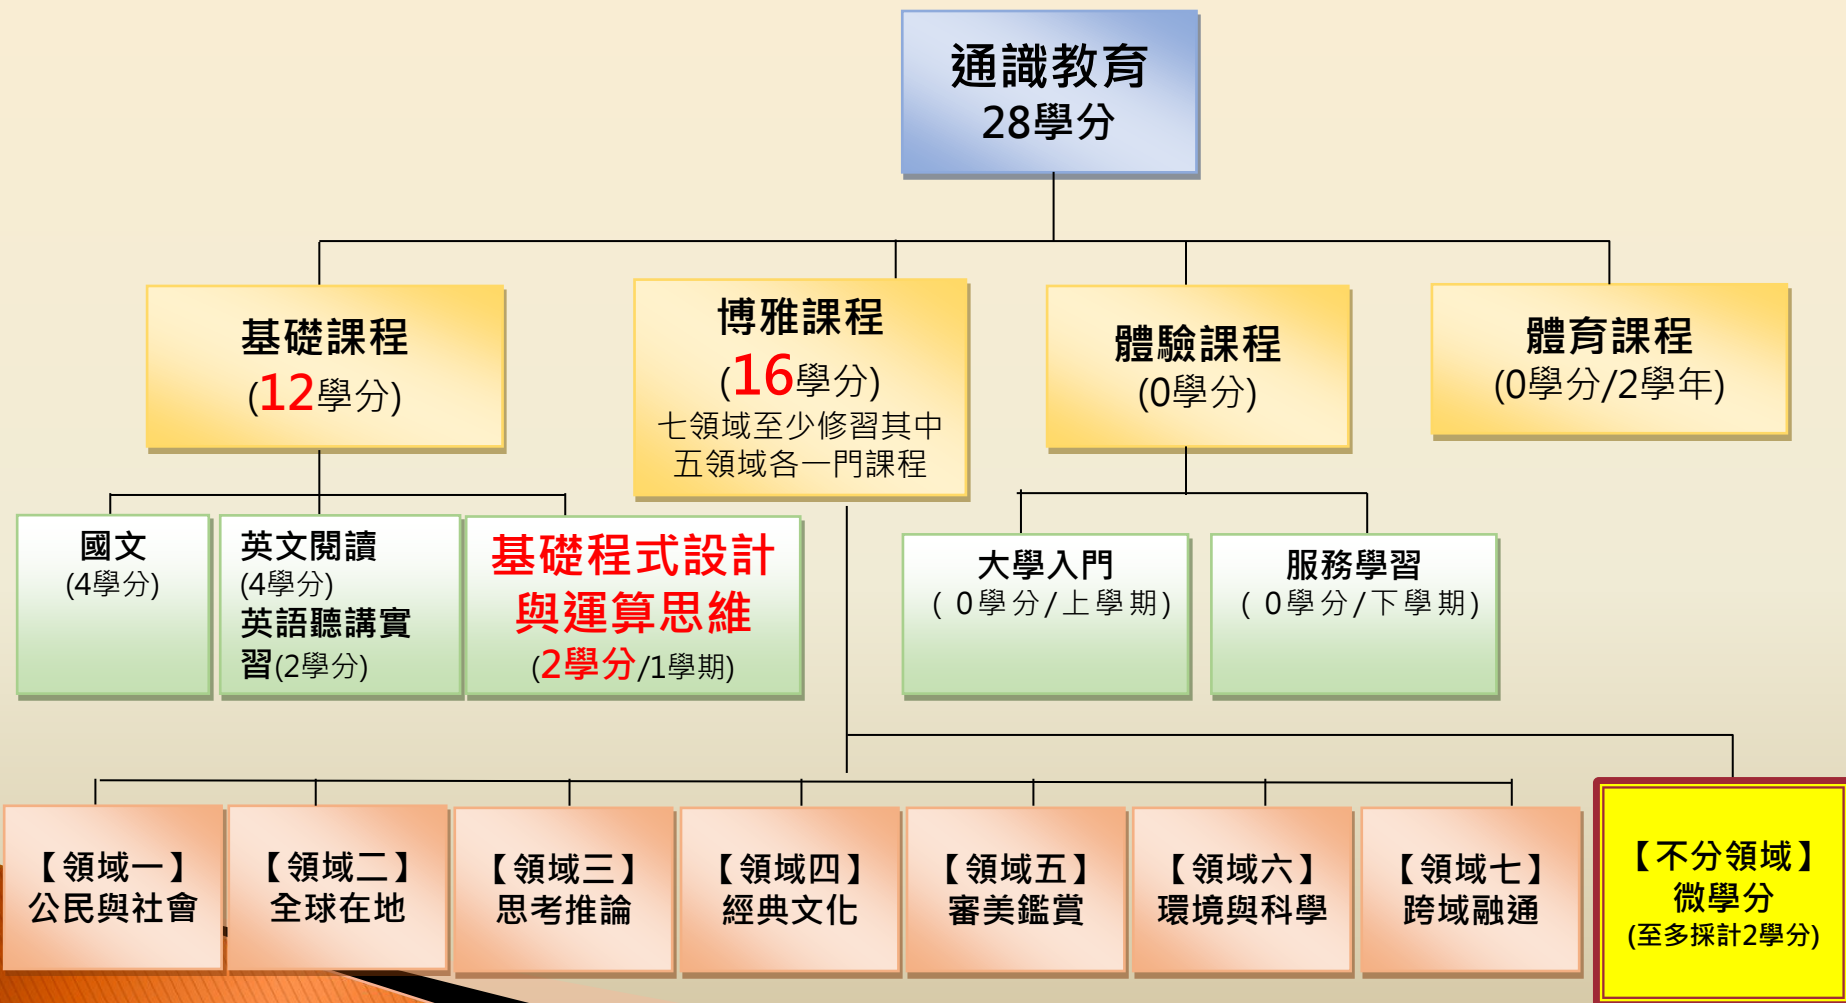 通識教育
28學分
基礎課程
(12學分)
博雅課程
(16學分)
七領域至少修習其中
五領域各一門課程
體驗課程
(0學分)
體育課程
(0學分/2學年)
國文
(4學分)
英文閱讀
(4學分)
英語聽講實
習(2學分)
基礎程式設計
與運算思維
(2學分/1學期)
大學入門
( 0學分/上學期)
服務學習
( 0學分/下學期)
【領域一】
公民與社會
【領域二】
全球在地
【領域三】
思考推論
【領域四】
經典文化
【領域五】
審美鑑賞
【領域六】
環境與科學
【領域七】
跨域融通
【不分領域】
微學分
(至多採計2學分)